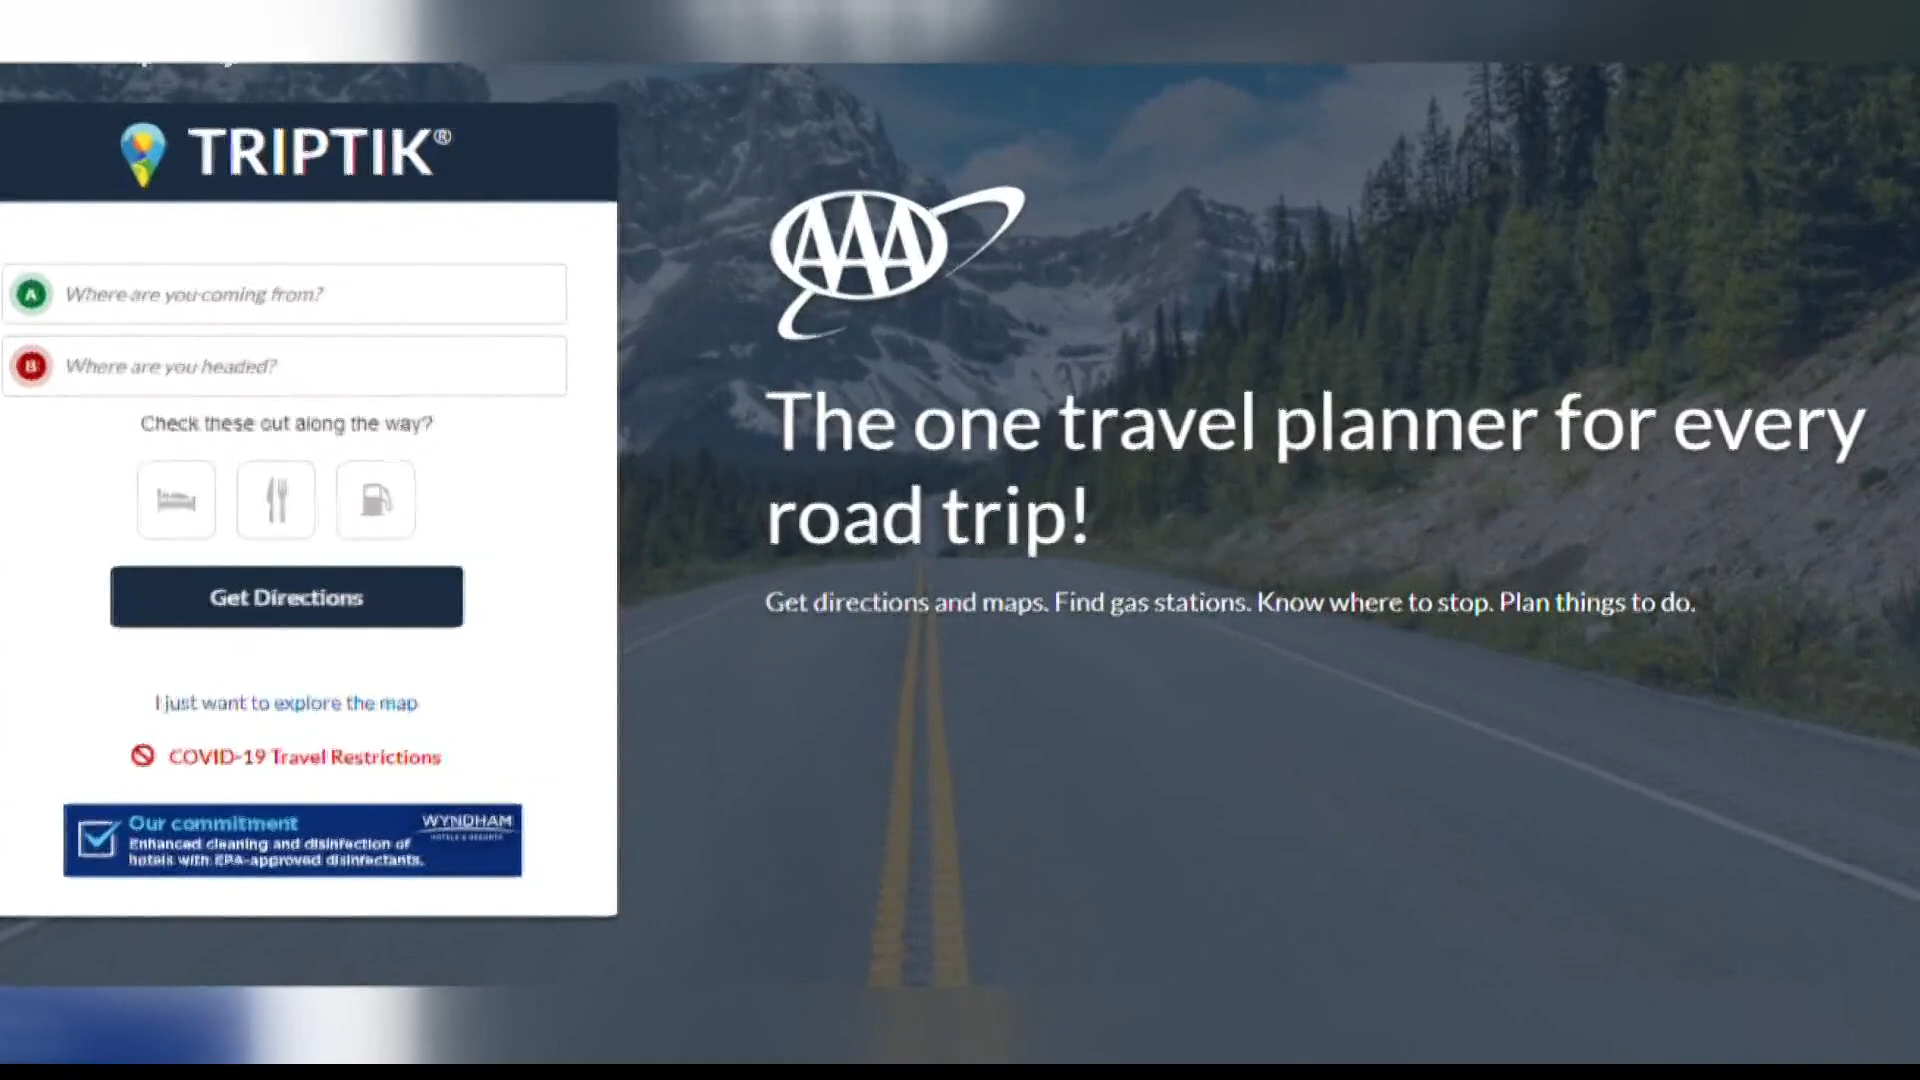 TRIPTIK®
A Where are you coming from?
B Where are you headed?
Check these out along the way?
Get Directions
I just want to explore the map
COVID-19 Travel Restrictions
Our commitment
Enhanced cleaning and disinfection of
hotels with EPA-approved disinfectants.
WYNDHAM
HOTELS & RESORTS
AAA
The one travel planner for every
road trip!
Get directions and maps. Find gas stations. Know where to stop. Plan things to do.